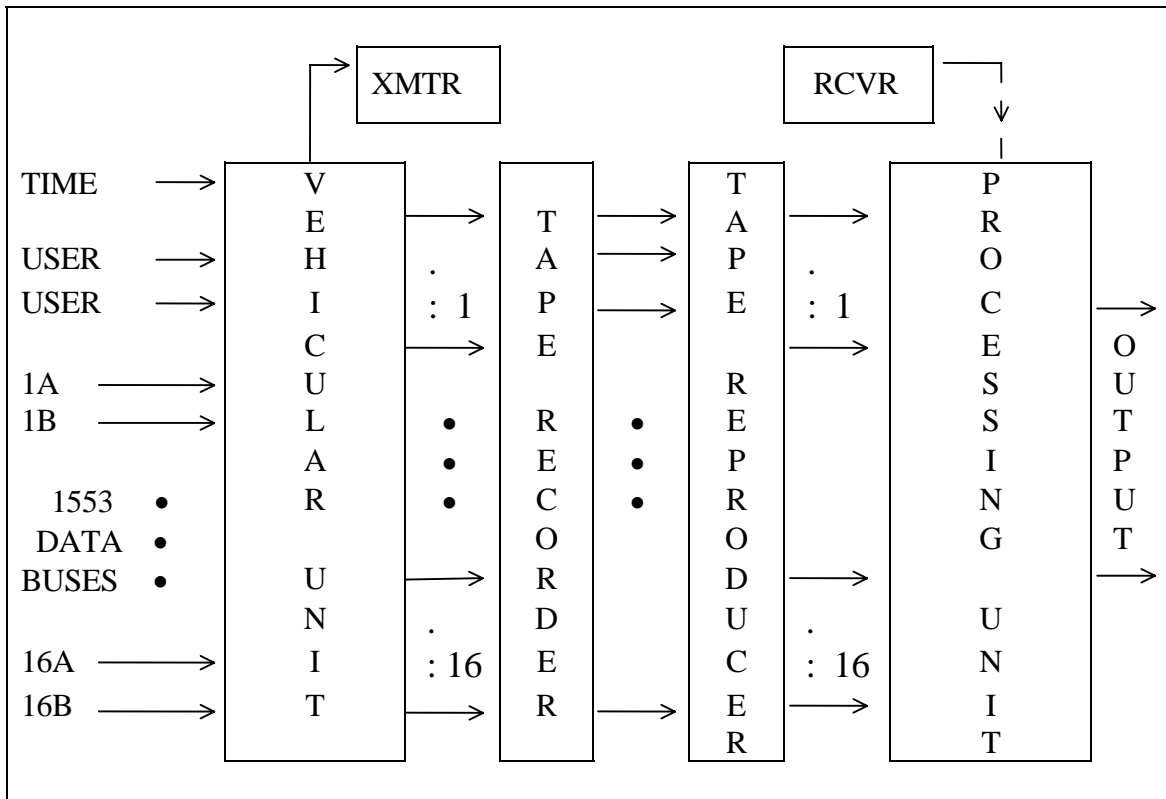 XMTR
RCVR
TIME
USER
USER
1A
1B
1553
DATA
BUSES
16A
16B
VEHICULAR UNIT
: 1
: 16
TAPE RECORDER
TAPE REPRODUCER
: 1
: 16
PROCESSING UNIT
OUTPUT